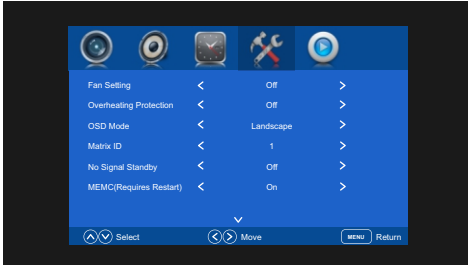 Fan Setting Off
Overheating Protection Off
OSD Mode Landscape
Matrix ID 1
No Signal Standby Off
MEMC(Requires Restart) On
Select Move MENU Return